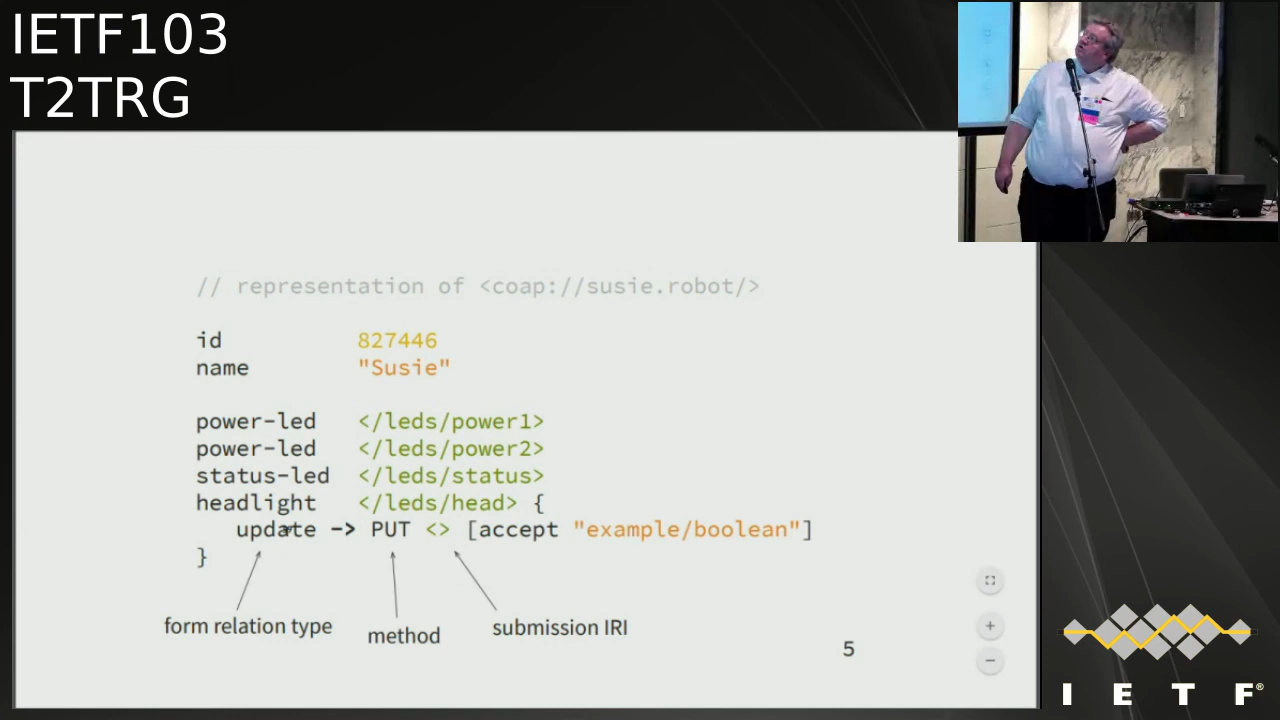 IETF103
T2TRG
// representation of <coap://susie.robot/>
id 827446
name "Susie"
power-led </leds/power1>
power-led </leds/power2>
status-led </leds/status>
headlight </leds/head> {
update -> PUT <> [accept "example/boolean"]
}
form relation type
method
submission IRI
5
I E T F®